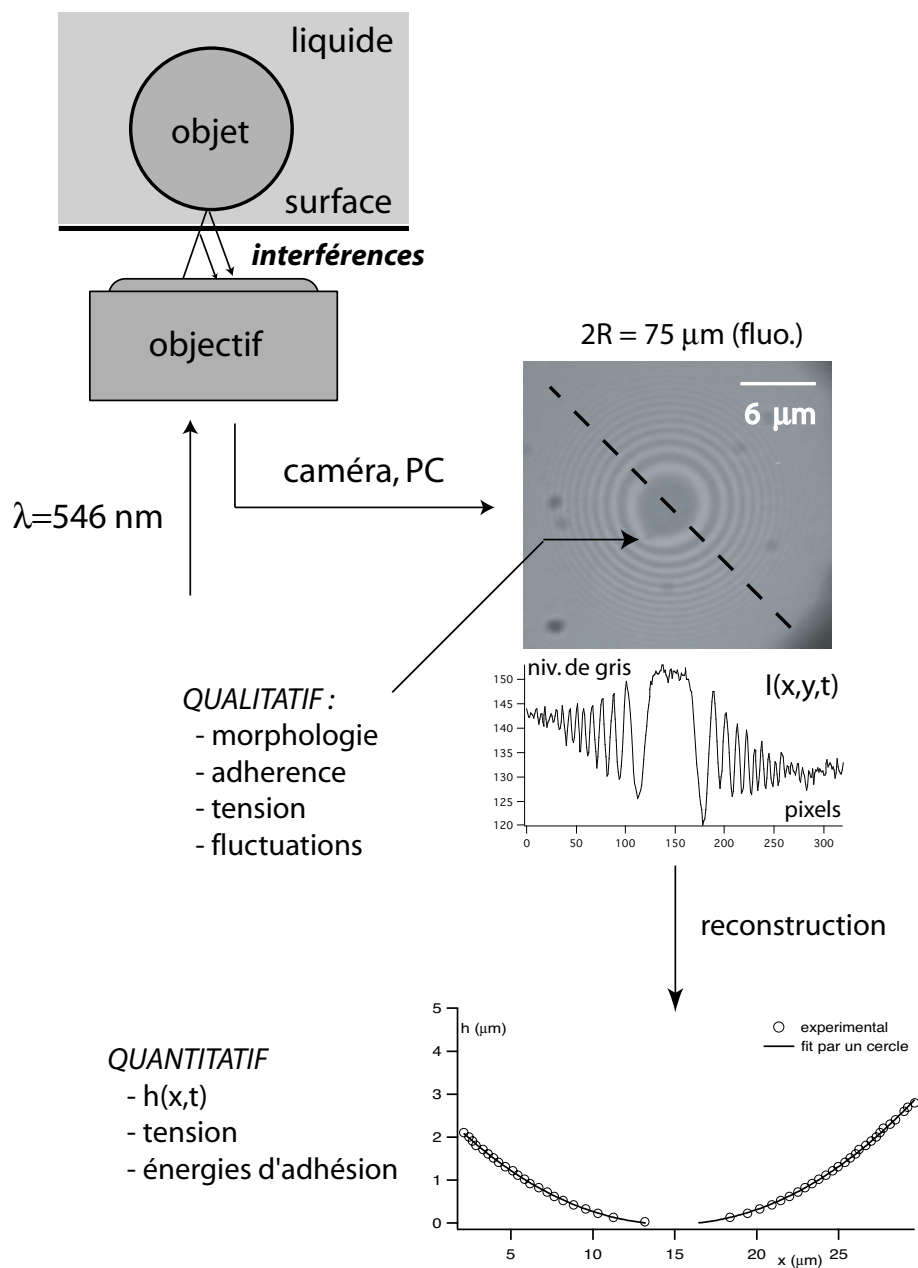 liquide
objet
surface
interférences
objectif
2R = 75 μm (fluo.)
6 μm
caméra, PC
λ=546 nm
niv. de gris
I(x,y,t)
150
145
140
135
130
125
120
pixels
0 50 100 150 200 250 300
QUALITATIF :
- morphologie
- adherence
- tension
- fluctuations
reconstruction
QUANTITATIF
- h(x,t)
- tension
- énergies d'adhésion
5
h (μm)
experimental
fit par un cercle
4
3
2
1
0
5 10 15 20 25
x (μm)